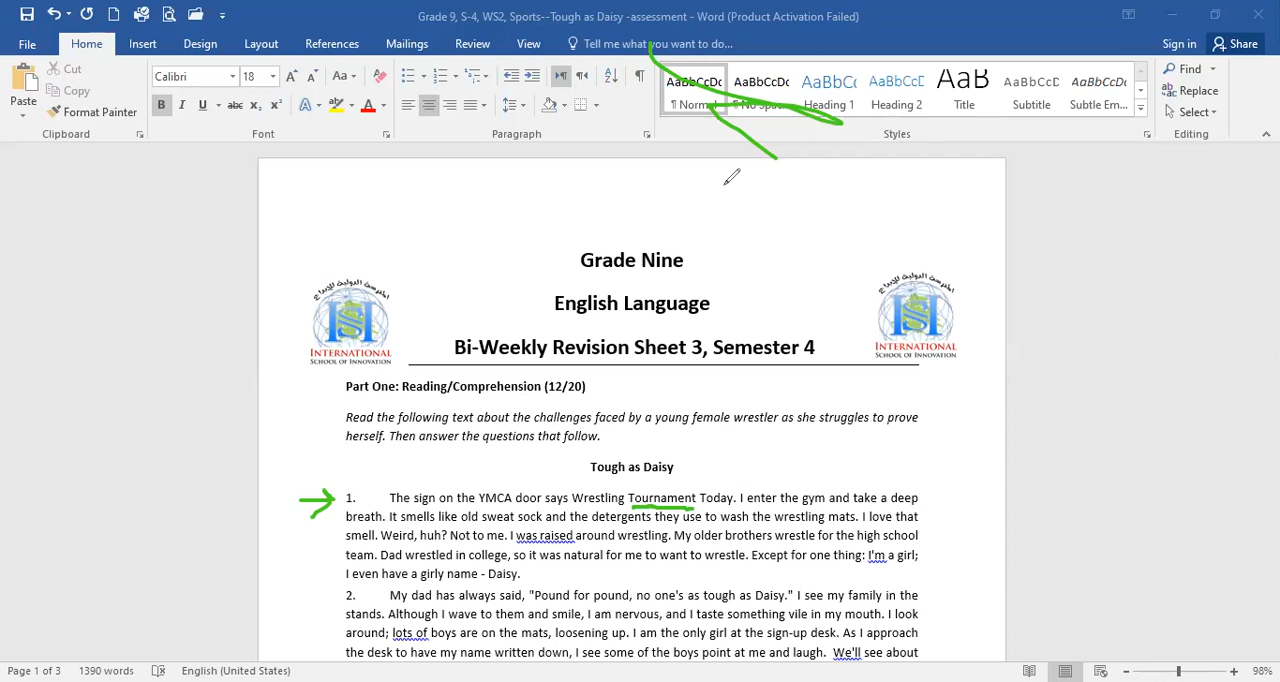 Grade 9, S-4, WS2, Sports--Tough as Daisy -assessment - Word (Product Activation Failed)
File Home Insert Design Layout References Mailings Review View Tell me what you want to do... Sign in Share
Cut
Copy
Paste
Format Painter
Clipboard
Calibri 18
Font
Paragraph
AaBbCcDc AaBbCcDc AaBbC( AaBbCcD AaB AaBbCcD AaBbCcDc
¶ Normal Heading 1 Heading 2 Title Subtitle Subtle Em...
Styles
Find
Replace
Select
Editing
Grade Nine
English Language
Bi-Weekly Revision Sheet 3, Semester 4
INTERNATIONAL
SCHOOL OF INNOVATION
INTERNATIONAL
SCHOOL OF INNOVATION
Part One: Reading/Comprehension (12/20)
Read the following text about the challenges faced by a young female wrestler as she struggles to prove
herself. Then answer the questions that follow.
Tough as Daisy
1. The sign on the YMCA door says Wrestling Tournament Today. I enter the gym and take a deep
breath. It smells like old sweat sock and the detergents they use to wash the wrestling mats. I love that
smell. Weird, huh? Not to me. I was raised around wrestling. My older brothers wrestle for the high school
team. Dad wrestled in college, so it was natural for me to want to wrestle. Except for one thing: I'm a girl;
I even have a girly name - Daisy.
2. My dad has always said, "Pound for pound, no one's as tough as Daisy." I see my family in the
stands. Although I wave to them and smile, I am nervous, and I taste something vile in my mouth. I look
around; lots of boys are on the mats, loosening up. I am the only girl at the sign-up desk. As I approach
the desk to have my name written down, I see some of the boys point at me and laugh. We'll see about
Page 1 of 3 1390 words English (United States) 98%